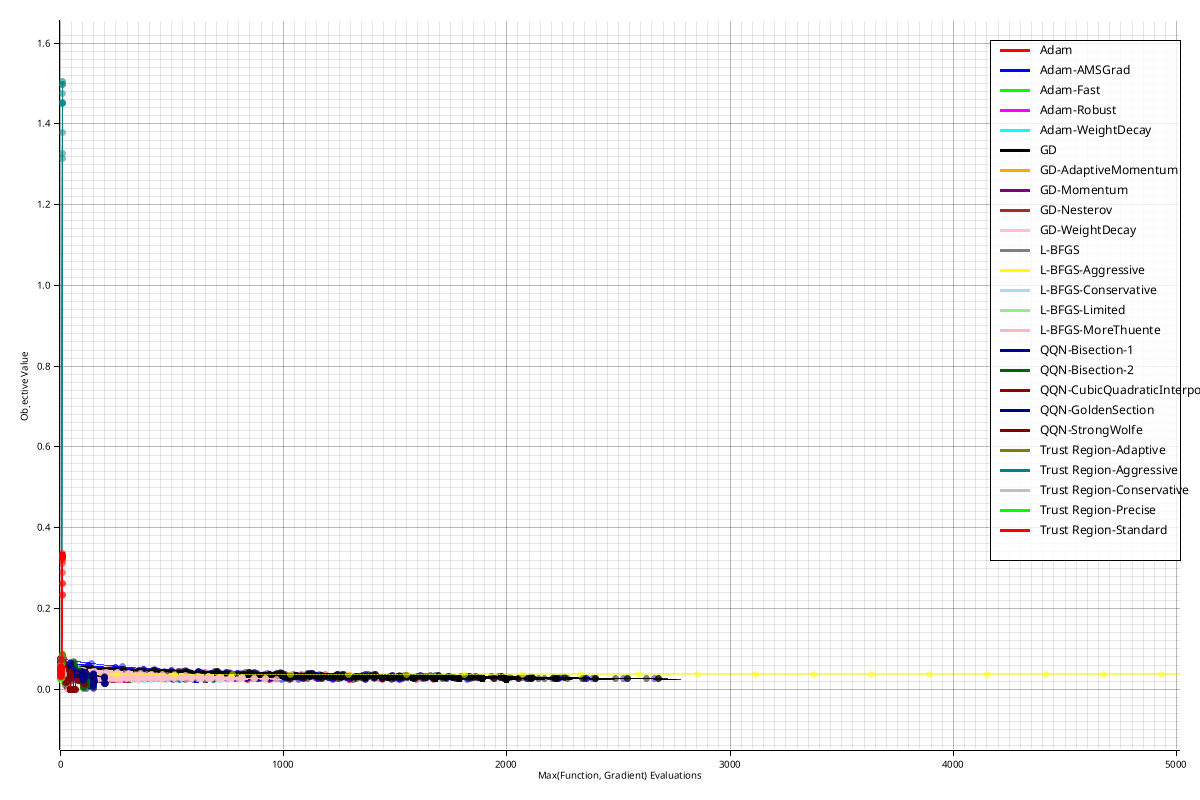 1.6
1.4
1.2
1.0
0.8
0.6
0.4
0.2
0.0
Objective Value
0
1000
2000
3000
4000
5000
Max(Function, Gradient) Evaluations
Adam
Adam-AMSGrad
Adam-Fast
Adam-Robust
Adam-WeightDecay
GD
GD-AdaptiveMomentum
GD-Momentum
GD-Nesterov
GD-WeightDecay
L-BFGS
L-BFGS-Aggressive
L-BFGS-Conservative
L-BFGS-Limited
L-BFGS-MoreThuente
QQN-Bisection-1
QQN-Bisection-2
QQN-CubicQuadraticInterpo
QQN-GoldenSection
QQN-StrongWolfe
Trust Region-Adaptive
Trust Region-Aggressive
Trust Region-Conservative
Trust Region-Precise
Trust Region-Standard